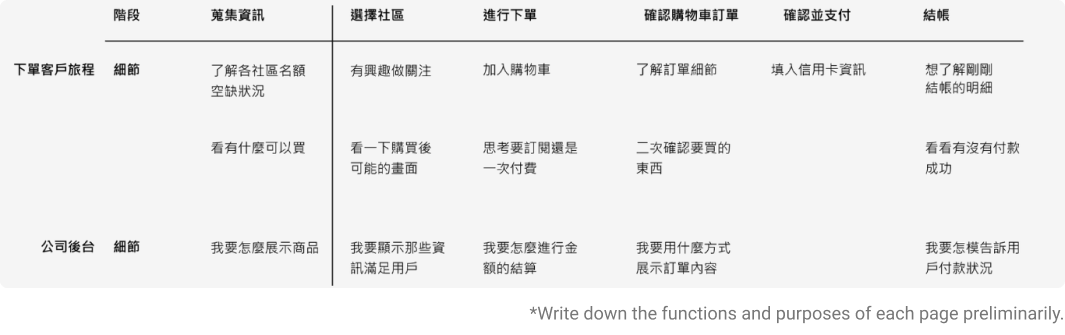 階段 蒐集資訊 選擇社區 進行下單 確認購物車訂單 確認並支付 結帳
下單客戶旅程 細節 了解各社區名額 有興趣做關注 加入購物車 了解訂單細節 填入信用卡資訊 想了解剛剛
空缺狀況 結帳的明細
看有什麼可以買 看一下購買後 思考要訂閱還是 二次確認要買的 看看有沒有付款
可能的畫面 一次付費 東西 成功
公司後台 細節 我要怎麼展示商品 我要顯示那些資 我要怎麼進行金 我要用什麼方式 我要怎模告訴用
訊滿足用戶 額的結算 展示訂單內容 戶付款狀況
*Write down the functions and purposes of each page preliminarily.